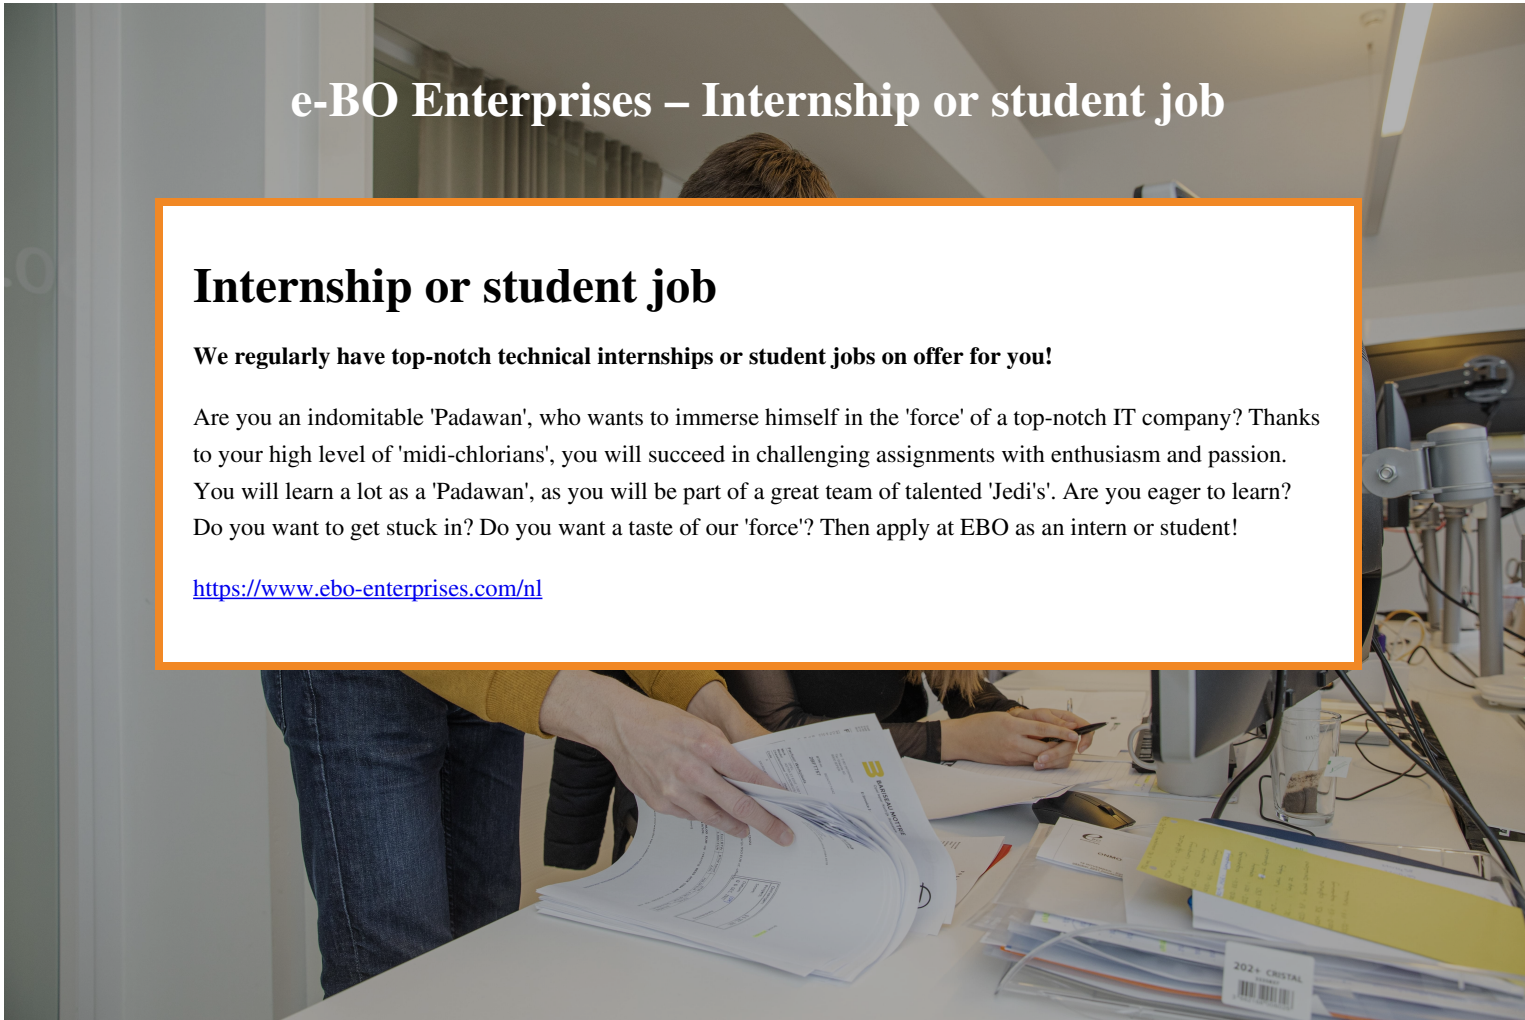 e-BO Enterprises – Internship or student job
Internship or student job
We regularly have top-notch technical internships or student jobs on offer for you!
Are you an indomitable 'Padawan', who wants to immerse himself in the 'force' of a top-notch IT company? Thanks
to your high level of 'midi-chlorians', you will succeed in challenging assignments with enthusiasm and passion.
You will learn a lot as a 'Padawan', as you will be part of a great team of talented 'Jedi's'. Are you eager to learn?
Do you want to get stuck in? Do you want a taste of our 'force'? Then apply at EBO as an intern or student!
https://www.ebo-enterprises.com/nl
BARISEAU MOTTRIE
202+ CRISTAL